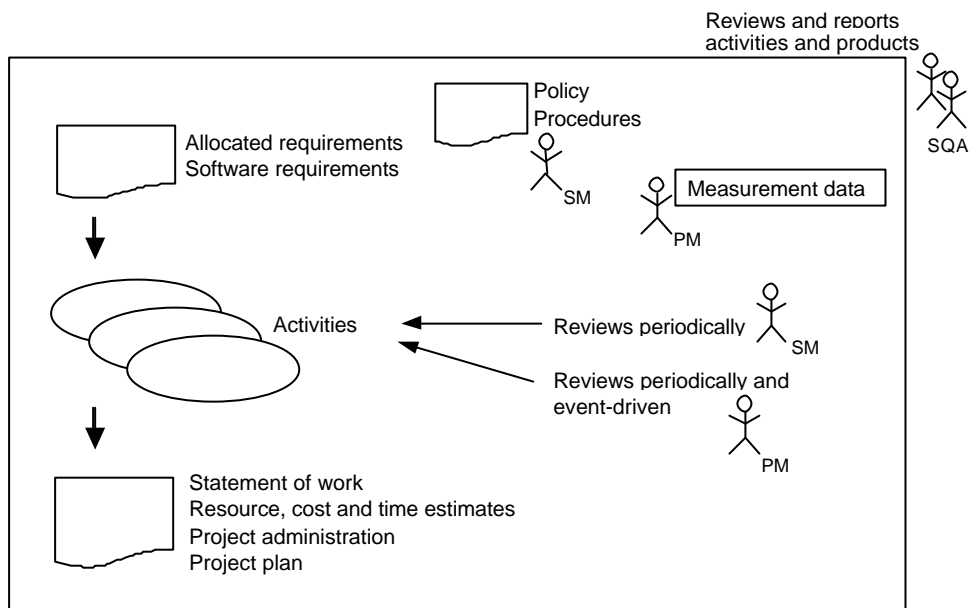 Reviews and reports
activities and products
SQA
Policy
Procedures
SM
Allocated requirements
Software requirements
Measurement data
PM
Activities
Reviews periodically
SM
Reviews periodically and
event-driven
PM
Statement of work
Resource, cost and time estimates
Project administration
Project plan